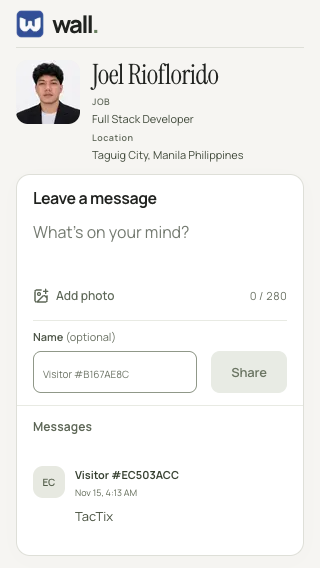 w wall.
Joel Rioflorido
JOB
Full Stack Developer
Location
Taguig City, Manila Philippines
Leave a message
What's on your mind?
Add photo 0 / 280
Name (optional)
Visitor #B167AE8C Share
Messages
EC Visitor #EC503ACC
Nov 15, 4:13 AM
TacTix